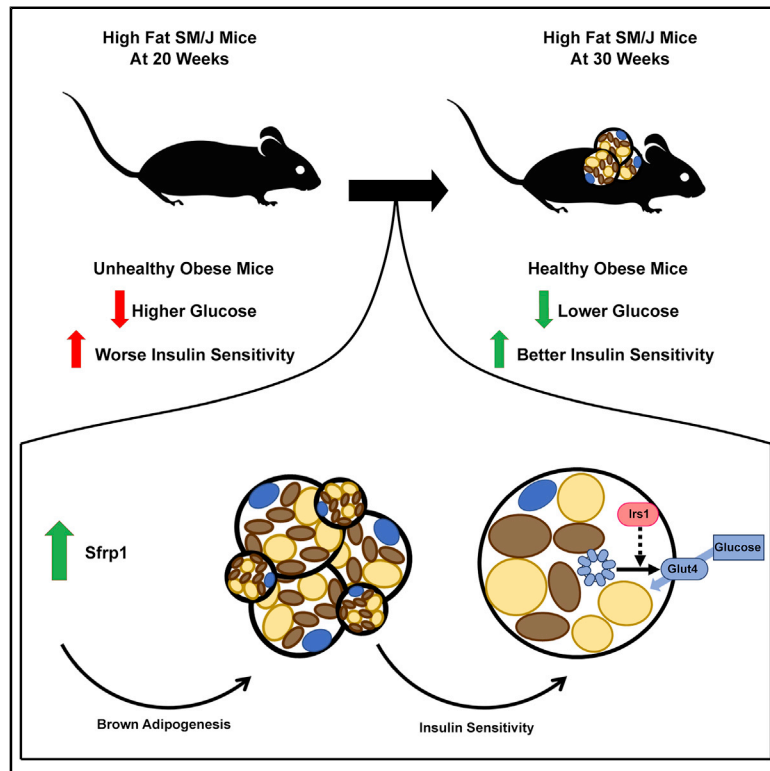 High Fat SM/J Mice
At 20 Weeks
High Fat SM/J Mice
At 30 Weeks
Unhealthy Obese Mice
Higher Glucose
Worse Insulin Sensitivity
Healthy Obese Mice
Lower Glucose
Better Insulin Sensitivity
Sfrp1
Irs1
Glucose
Glut4
Brown Adipogenesis
Insulin Sensitivity